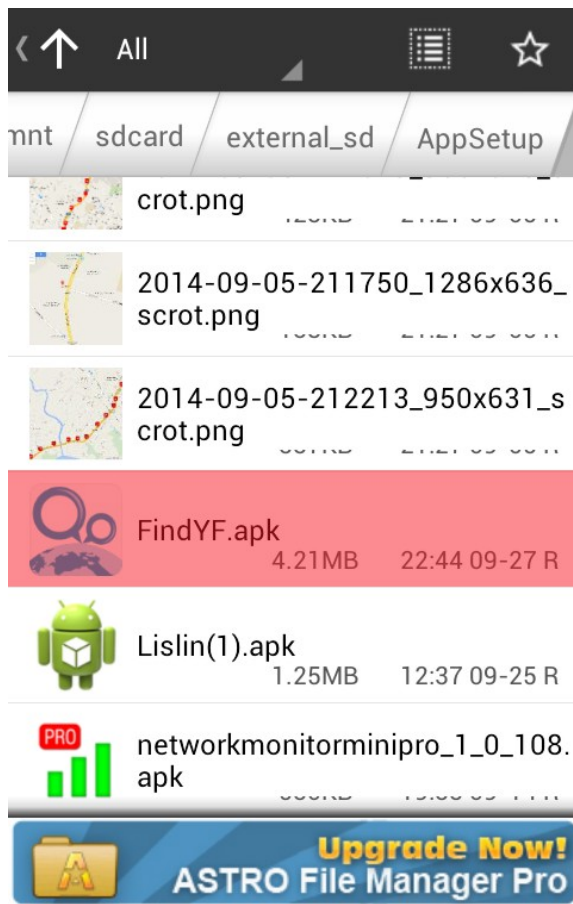 All
mnt
sdcard
external_sd
AppSetup
crot.png
2014-09-05-211750_1286x636_
scrot.png
2014-09-05-212213_950x631_s
crot.png
FindYF.apk
4.21MB 22:44 09-27 R
Lislin(1).apk
1.25MB 12:37 09-25 R
PRO
networkmonitorminipro_1_0_108.
apk
Upgrade Now!
ASTRO File Manager Pro